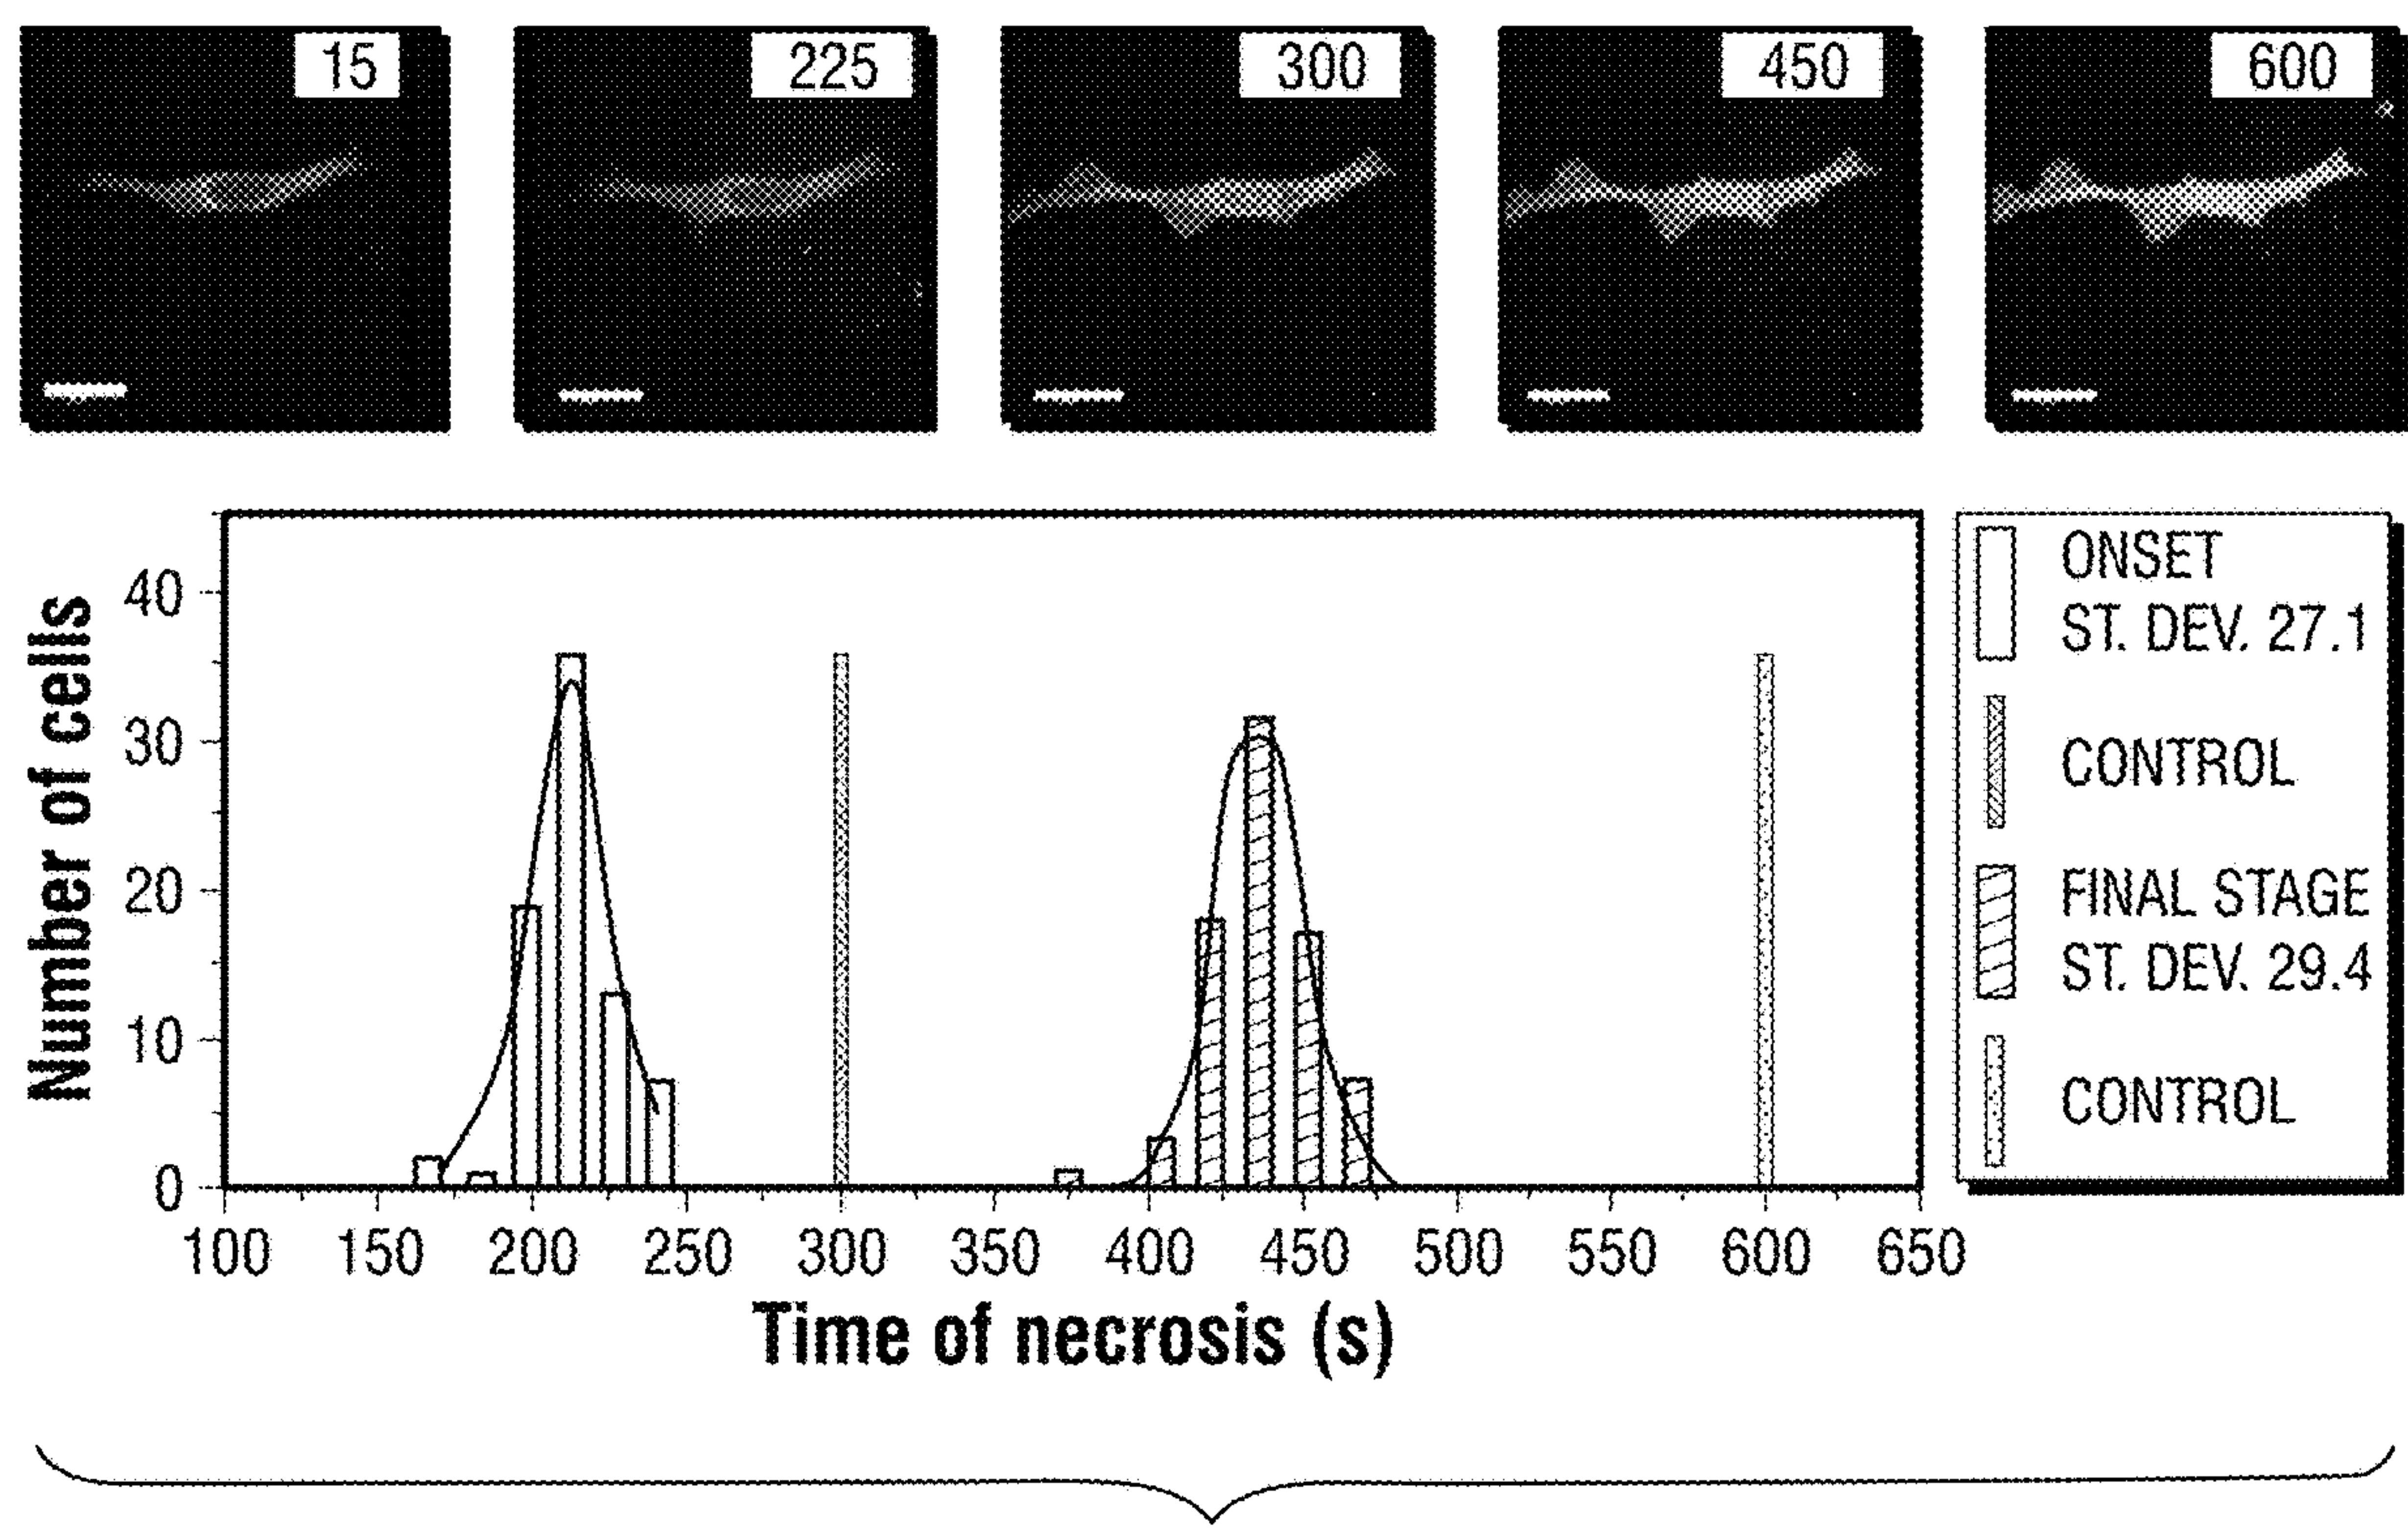 15
225
300
450
600
Number of cells
40
30
20
10
0
100 150 200 250 300 350 400 450 500 550 600 650
Time of necrosis (s)
ONSET
ST. DEV. 27.1
CONTROL
FINAL STAGE
ST. DEV. 29.4
CONTROL